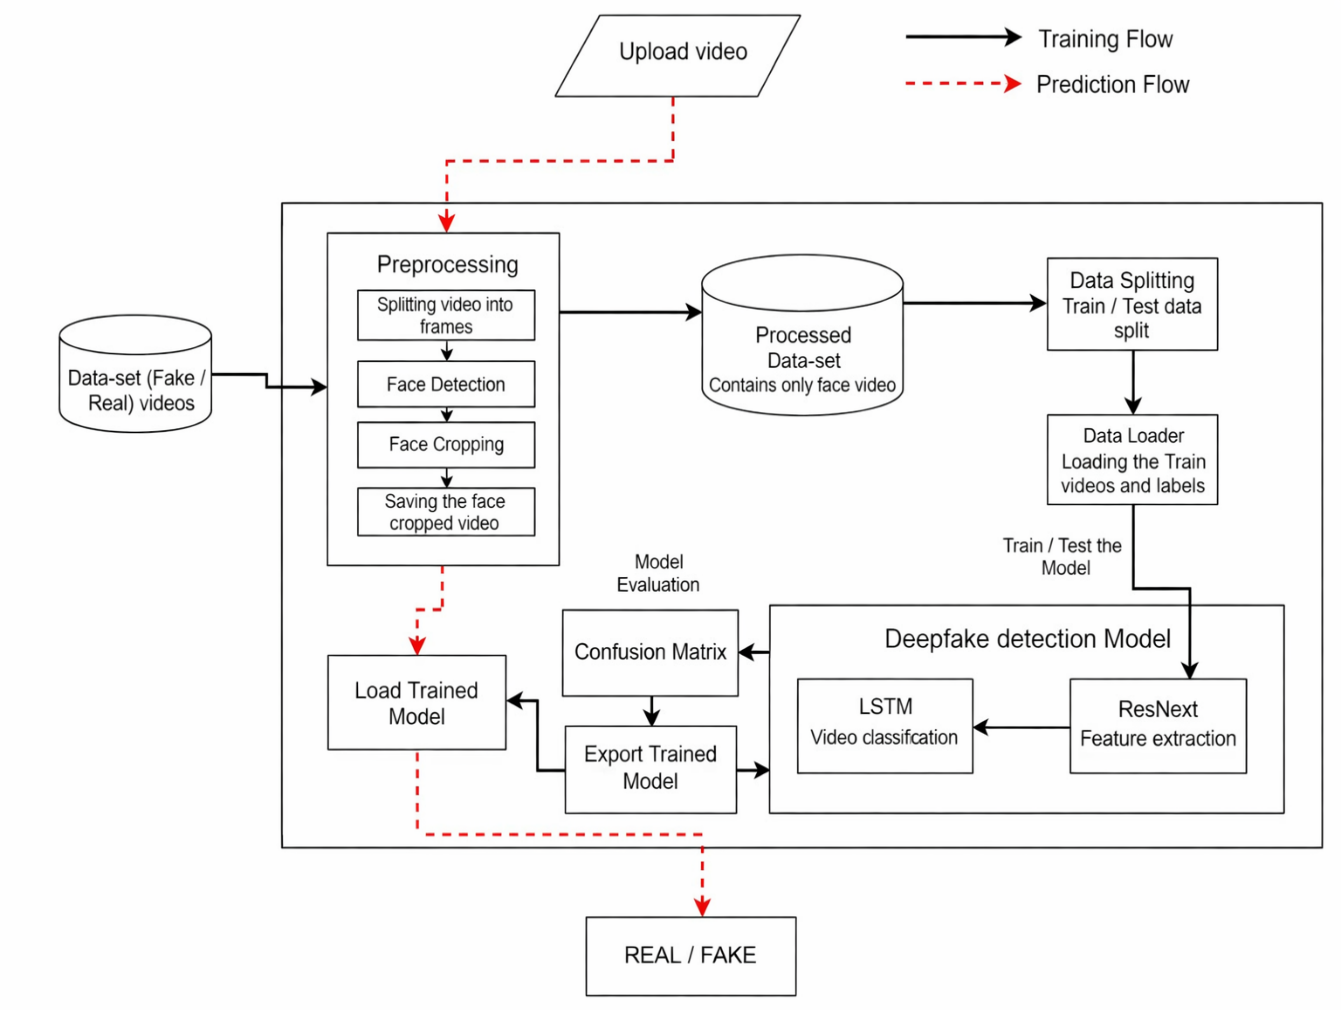 Upload video
Training Flow
Prediction Flow
Preprocessing
Splitting video into
frames
Face Detection
Face Cropping
Saving the face
cropped video
Data-set (Fake /
Real) videos
Processed
Data-set
Contains only face video
Data Splitting
Train / Test data
split
Data Loader
Loading the Train
videos and labels
Train / Test the
Model
Model
Evaluation
Confusion Matrix
Deepfake detection Model
LSTM
Video classifcation
ResNext
Feature extraction
Load Trained
Model
Export Trained
Model
REAL / FAKE